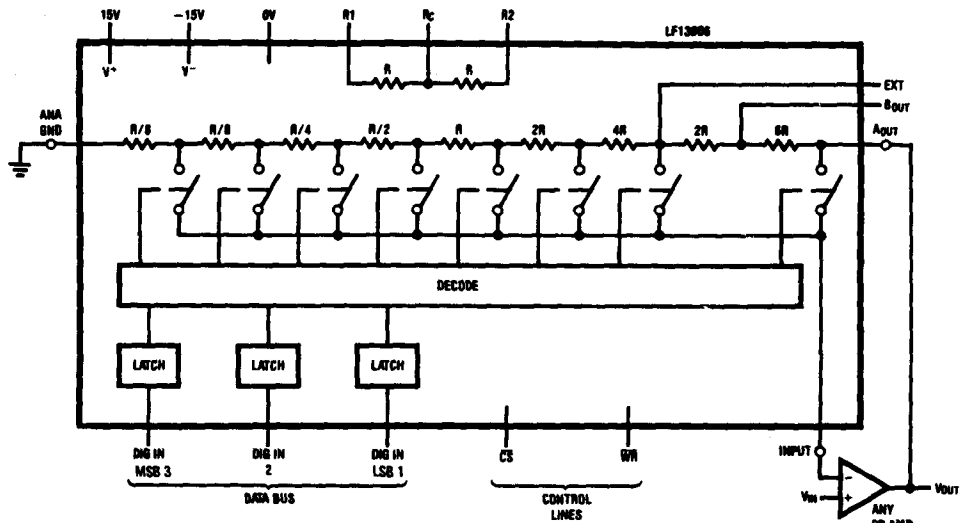 15V -15V 0V R1 RC R2 LF13006
V+ V-
R R
EXT
BOUT
ANA
GND
R/8 R/8 R/4 R/2 R 2R 4R 2R 8R
AOUT
DECODE
LATCH LATCH LATCH
DIG IN DIG IN DIG IN CS WR INPUT
MSB 3 2 LSB 1
DATA BUS
CONTROL
LINES
VIN - + VOUT
ANY
OP AMP